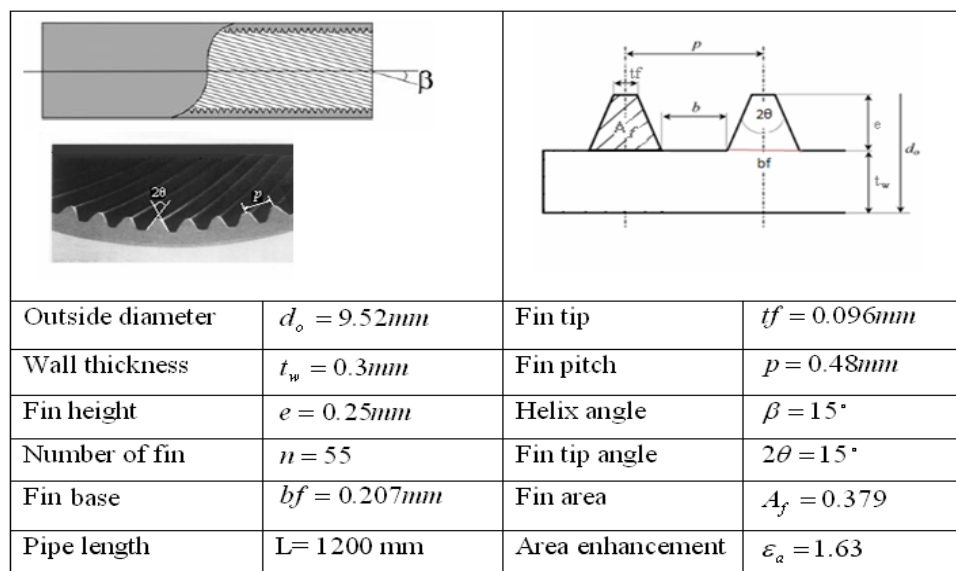 β
2θ
p
p
tf
b
2θ
e
A f
bf
t_w
d_o
Outside diameter d_o = 9.52mm Fin tip tf = 0.096mm
Wall thickness t_w = 0.3mm Fin pitch p = 0.48mm
Fin height e = 0.25mm Helix angle β = 15°
Number of fin n = 55 Fin tip angle 2θ = 15°
Fin base bf = 0.207mm Fin area A_f = 0.379
Pipe length L= 1200 mm Area enhancement ε_a = 1.63